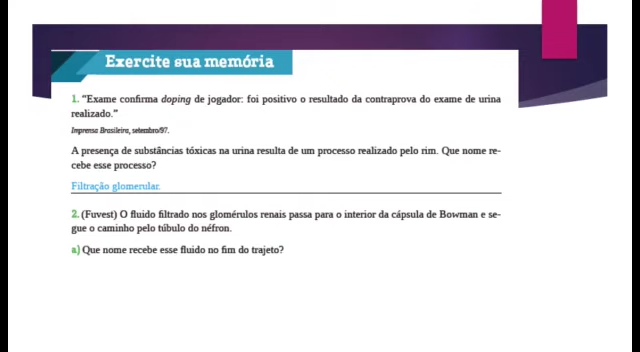 Exercite sua memória
1. “Exame confirma doping de jogador: foi positivo o resultado da contraprova do exame de urina
realizado.”
Imprensa Brasileira, setembro/97.
A presença de substâncias tóxicas na urina resulta de um processo realizado pelo rim. Que nome re-
cebe esse processo?
Filtração glomerular.
2. (Fuvest) O fluido filtrado nos glomérulos renais passa para o interior da cápsula de Bowman e se-
gue o caminho pelo túbulo do néfron.
a) Que nome recebe esse fluido no fim do trajeto?